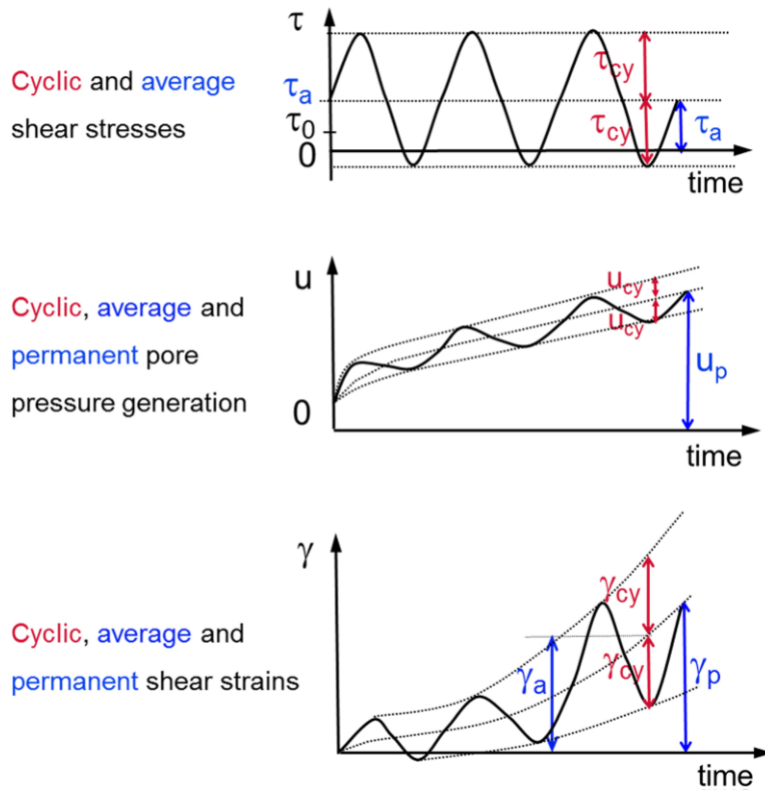 τ
Cyclic and average
shear stresses
τcy
τa
τ0
τcy
τa
0
time
u
ucy
Cyclic, average and
permanent pore
pressure generation
ucy
up
0
time
γ
γcy
Cyclic, average and
permanent shear strains
γa
γcy
γp
time